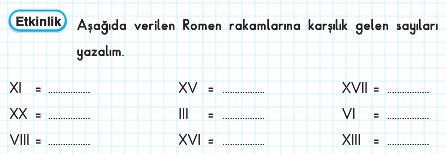 Etkinlik Aşağıda verilen Romen rakamlarına karşılık gelen sayıları
yazalım.
XI = ............... XV = ............... XVII = ...............
XX = ............... III = ............... VI = ...............
VIII = ............... XVI = ............... XIII = ...............